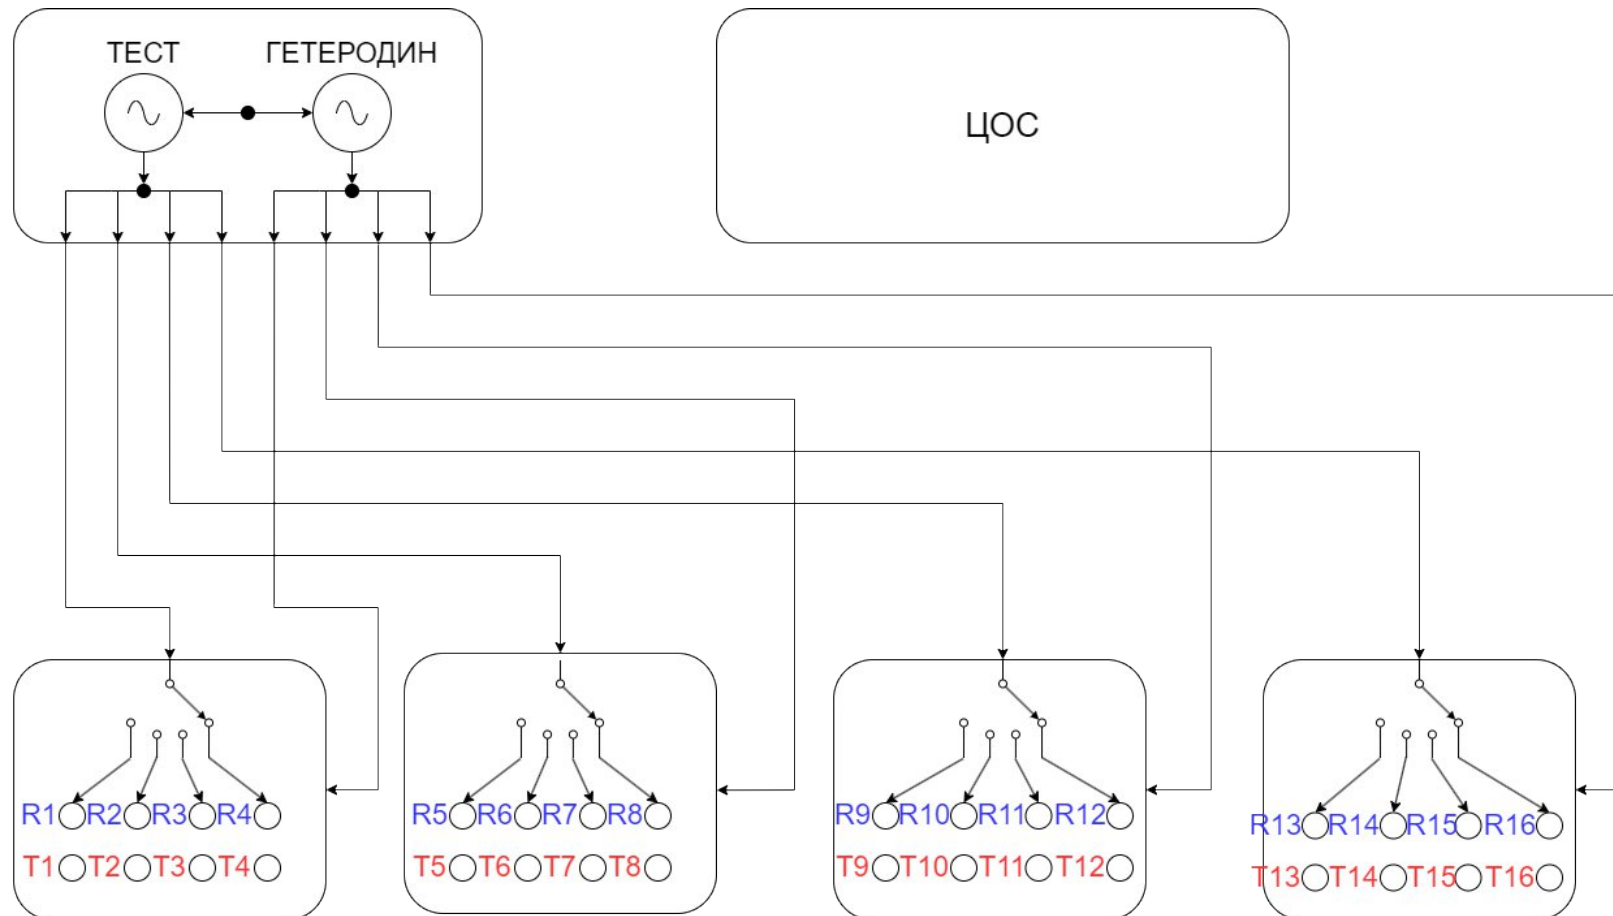 ТЕСТ ГЕТЕРОДИН
ЦОС
R1 R2 R3 R4 R5 R6 R7 R8 R9 R10 R11 R12 R13 R14 R15 R16
T1 T2 T3 T4 T5 T6 T7 T8 T9 T10 T11 T12 T13 T14 T15 T16